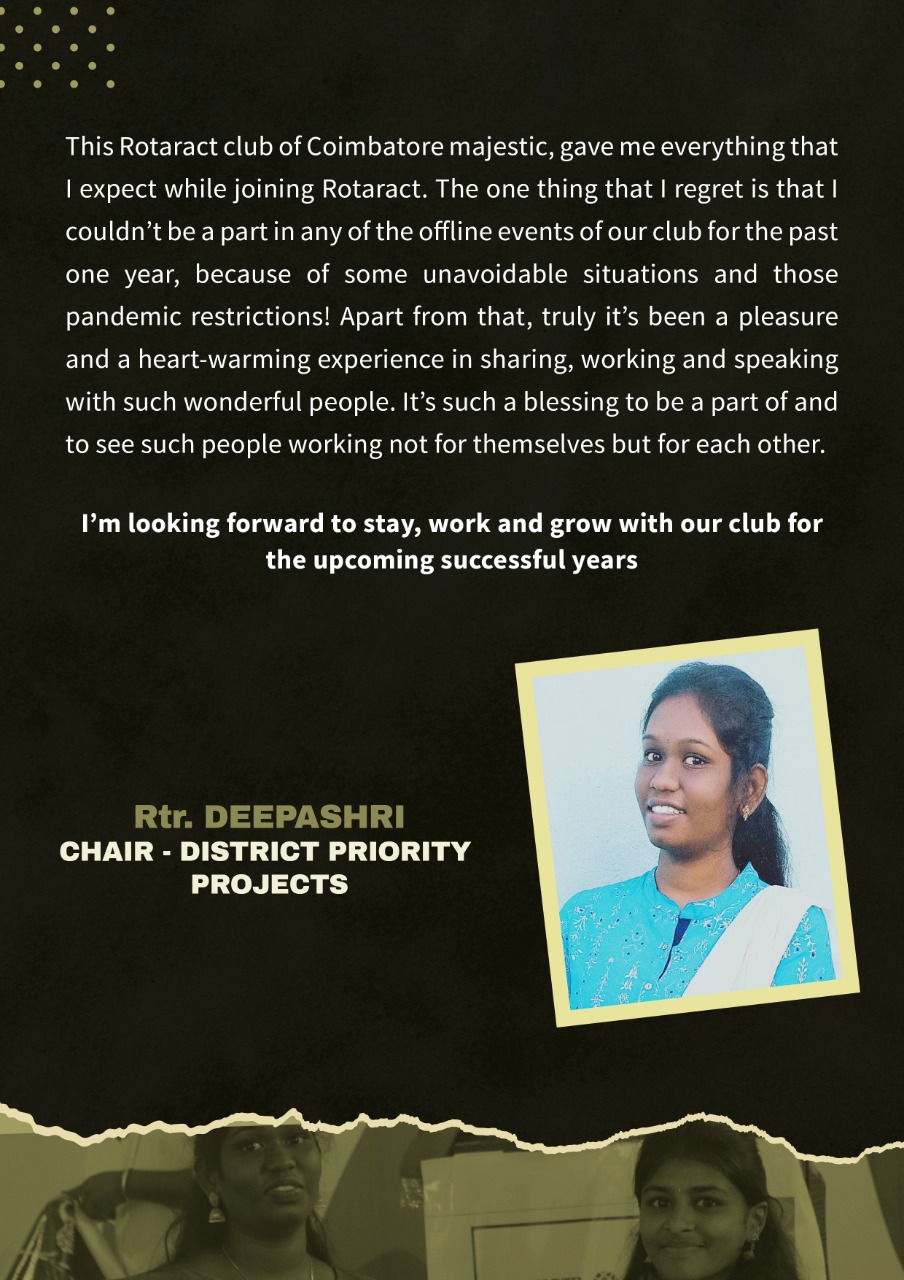 This Rotaract club of Coimbatore majestic, gave me everything that
I expect while joining Rotaract. The one thing that I regret is that I
couldn’t be a part in any of the offline events of our club for the past
one year, because of some unavoidable situations and those
pandemic restrictions! Apart from that, truly it’s been a pleasure
and a heart-warming experience in sharing, working and speaking
with such wonderful people. It’s such a blessing to be a part of and
to see such people working not for themselves but for each other.
I’m looking forward to stay, work and grow with our club for
the upcoming successful years
Rtr. DEEPASHRI
CHAIR - DISTRICT PRIORITY
PROJECTS